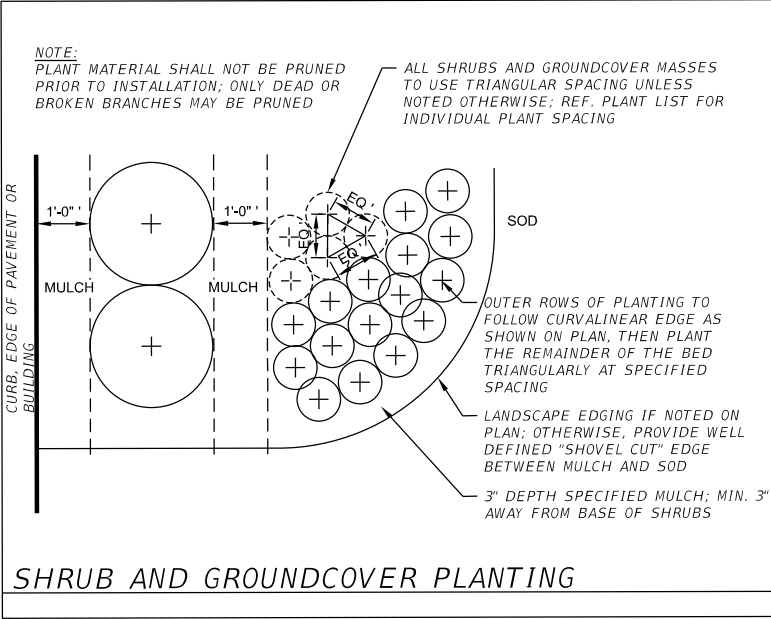 NOTE:
PLANT MATERIAL SHALL NOT BE PRUNED
PRIOR TO INSTALLATION; ONLY DEAD OR
BROKEN BRANCHES MAY BE PRUNED
ALL SHRUBS AND GROUNDCOVER MASSES
TO USE TRIANGULAR SPACING UNLESS
NOTED OTHERWISE; REF. PLANT LIST FOR
INDIVIDUAL PLANT SPACING
CURB, EDGE OF PAVEMENT OR
BUILDING
1'-0" '
1'-0" '
MULCH
MULCH
EQ '
EQ '
EQ '
SOD
OUTER ROWS OF PLANTING TO
FOLLOW CURVALINEAR EDGE AS
SHOWN ON PLAN, THEN PLANT
THE REMAINDER OF THE BED
TRIANGULARLY AT SPECIFIED
SPACING
LANDSCAPE EDGING IF NOTED ON
PLAN; OTHERWISE, PROVIDE WELL
DEFINED "SHOVEL CUT" EDGE
BETWEEN MULCH AND SOD
3" DEPTH SPECIFIED MULCH; MIN. 3"
AWAY FROM BASE OF SHRUBS
SHRUB AND GROUNDCOVER PLANTING